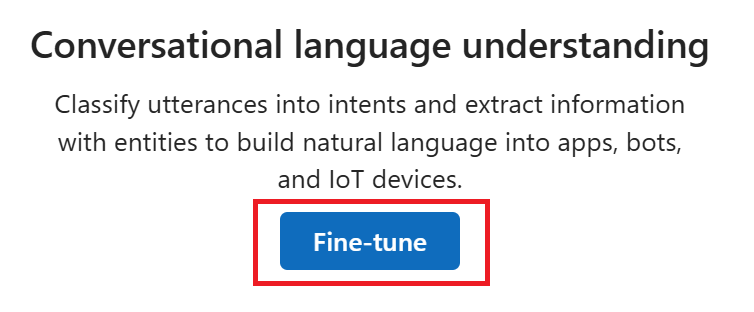 Conversational language understanding
Classify utterances into intents and extract information
with entities to build natural language into apps, bots,
and IoT devices.
Fine-tune